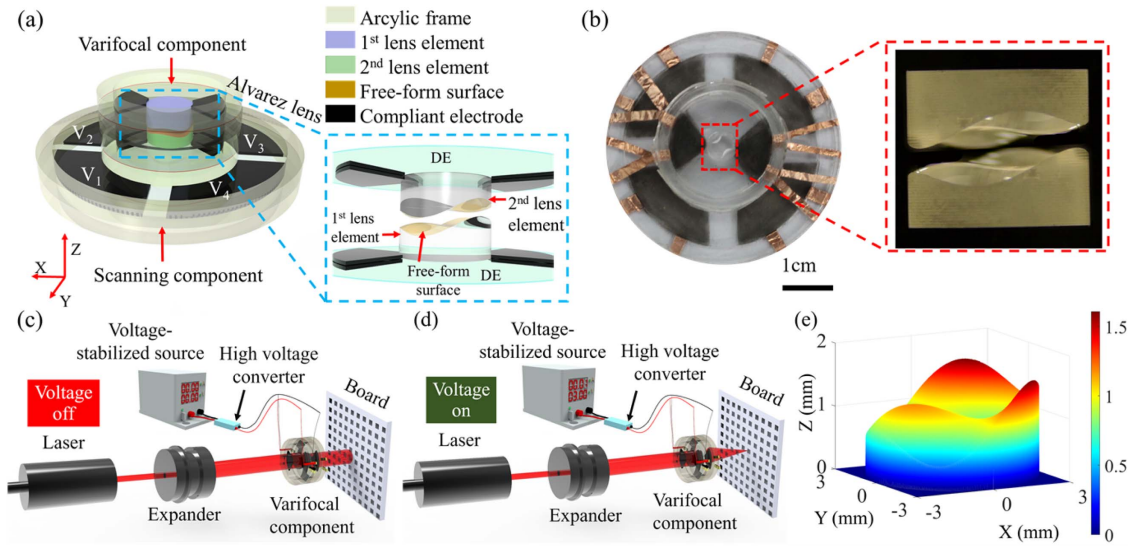 (a)
Varifocal component
Alvarez lens
V2
V1
V3
V4
Z
X
Y
Scanning component
Arcylic frame
1st lens element
2nd lens element
Free-form surface
Compliant electrode
DE
2nd lens
element
1st lens
element
Free-form
surface
DE
(b)
1cm
(c)
Voltage-
stabilized source
High voltage
converter
Board
Voltage
off
Laser
Expander
Varifocal
component
(d)
Voltage-
stabilized source
High voltage
converter
Board
Voltage
on
Laser
Expander
Varifocal
component
(e)
Z (mm)
2
1
0
3
0
-3
Y (mm)
-3
0
3
X (mm)
1.5
1
0.5
0